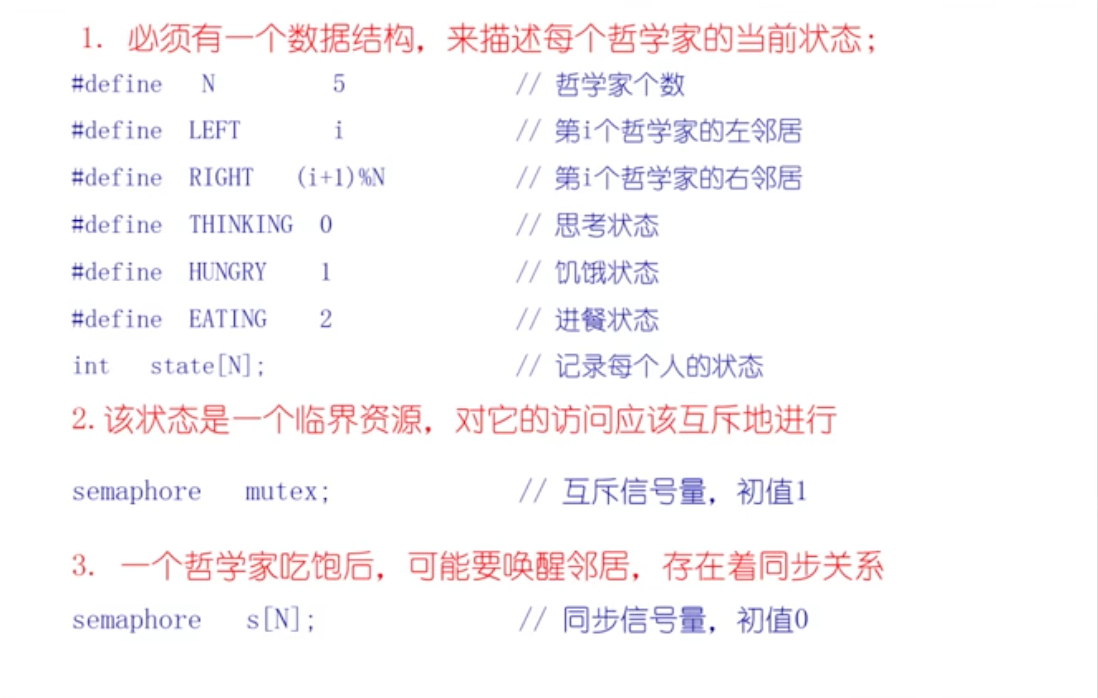 1. 必须有一个数据结构，来描述每个哲学家的当前状态；
#define N 5 // 哲学家个数
#define LEFT i // 第i个哲学家的左邻居
#define RIGHT (i+1)%N // 第i个哲学家的右邻居
#define THINKING 0 // 思考状态
#define HUNGRY 1 // 饥饿状态
#define EATING 2 // 进餐状态
int state[N]; // 记录每个人的状态
2.该状态是一个临界资源，对它的访问应该互斥地进行
semaphore mutex; // 互斥信号量，初值1
3. 一个哲学家吃饱后，可能要唤醒邻居，存在着同步关系
semaphore s[N]; // 同步信号量，初值0